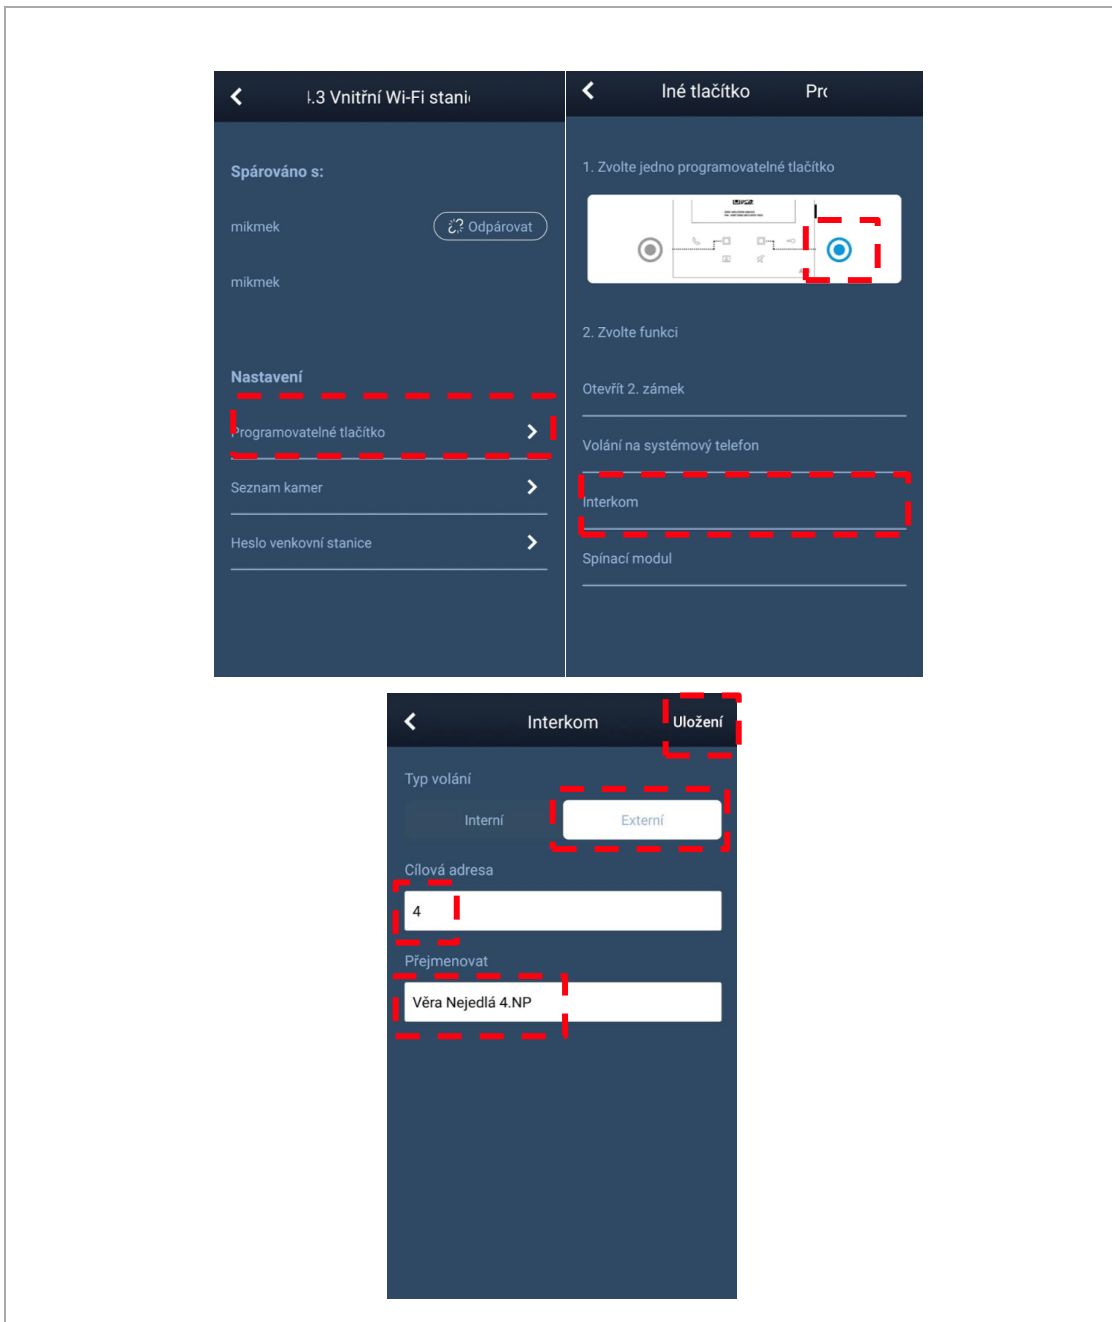 .3 Vnitřní Wi-Fi stani
Spárováno s:
mikmek
Odpárovat
mikmek
Nastavení
Programovatelné tlačítko
Seznam kamer
Heslo venkovní stanice
lné tlačítko Pro
1. Zvolte jedno programovatelné tlačítko
2. Zvolte funkci
Otevřít 2. zámek
Volání na systémový telefon
Interkom
Spínací modul
Interkom
Uložení
Typ volání
Interní
Externí
Cílová adresa
4
Přejmenovat
Věra Nejedlá 4.NP